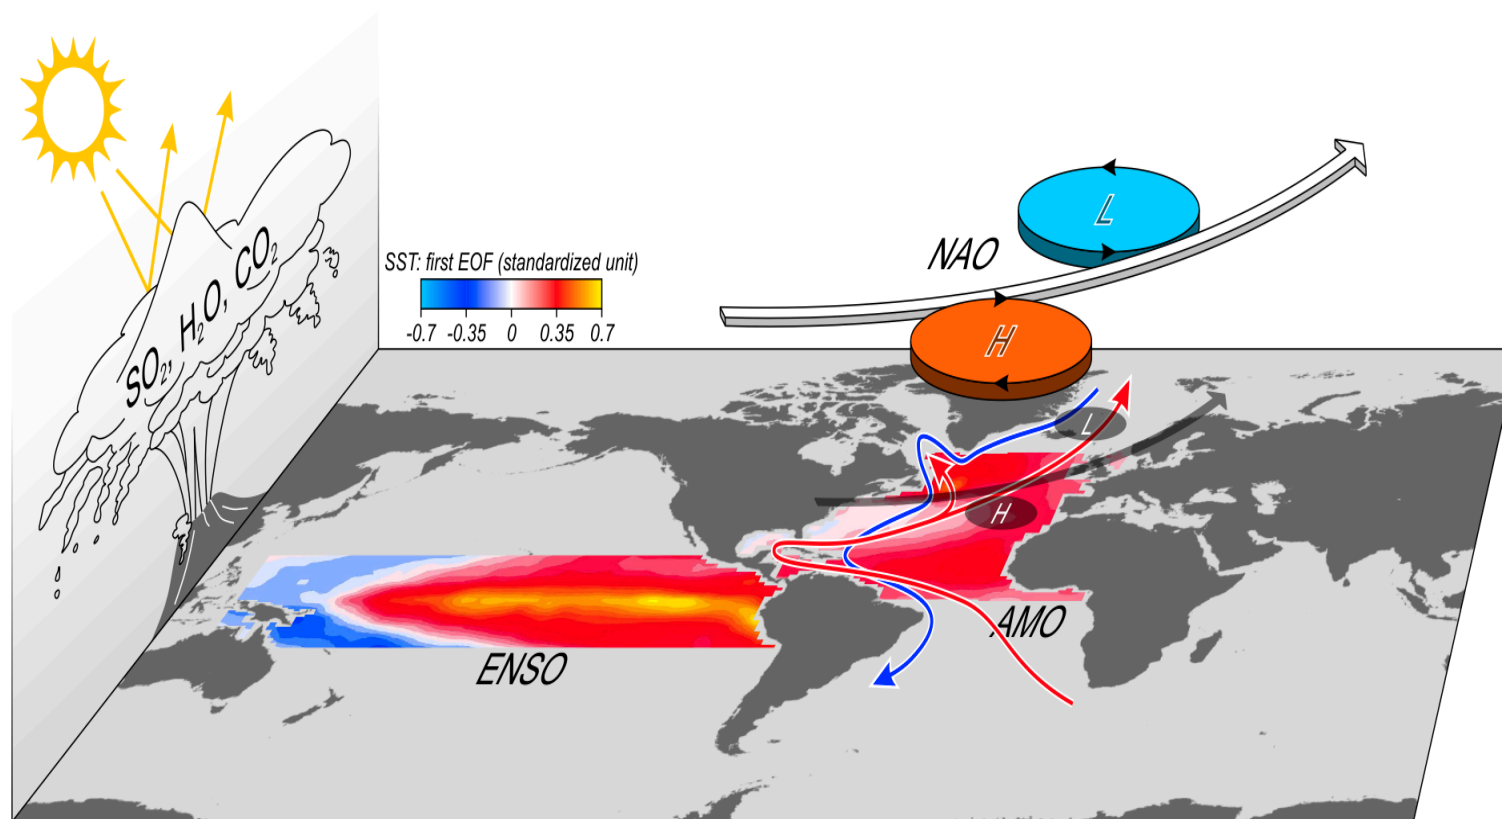 SO₂, H₂O, CO₂
SST: first EOF (standardized unit)
-0.7 -0.35 0 0.35 0.7
NAO
L
H
L
H
ENSO
AMO